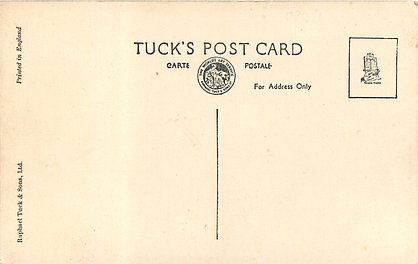 TUCK'S POST CARD
CARTE POSTALE
For Address Only
Printed in England
Raphael Tuck & Sons, Ltd.